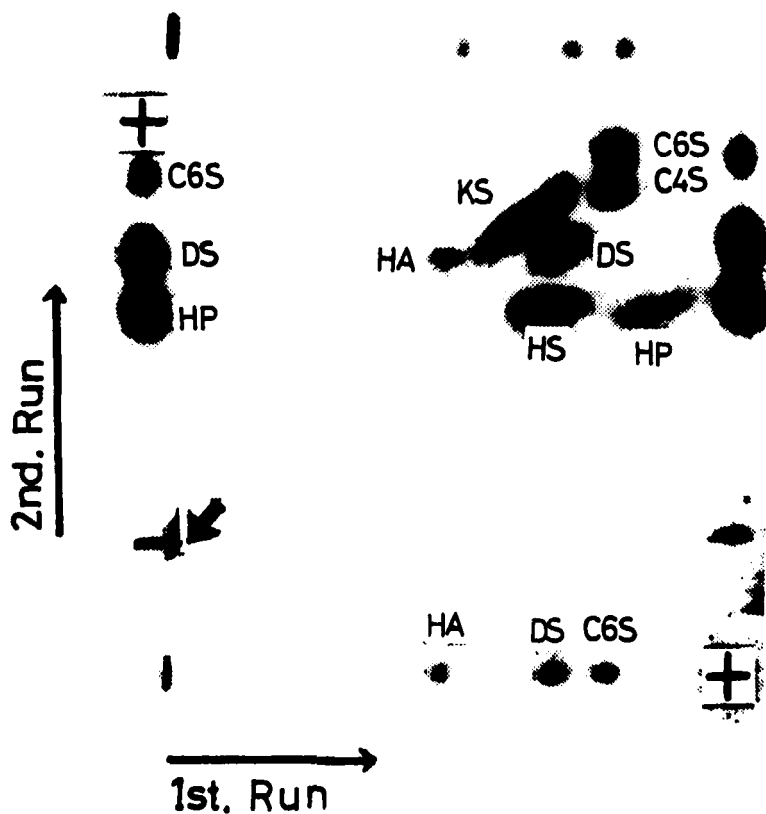 +
C6S C6S
KS C4S
DS HA DS
HP
HS HP
2nd. Run
HA DS C6S
+
1st. Run